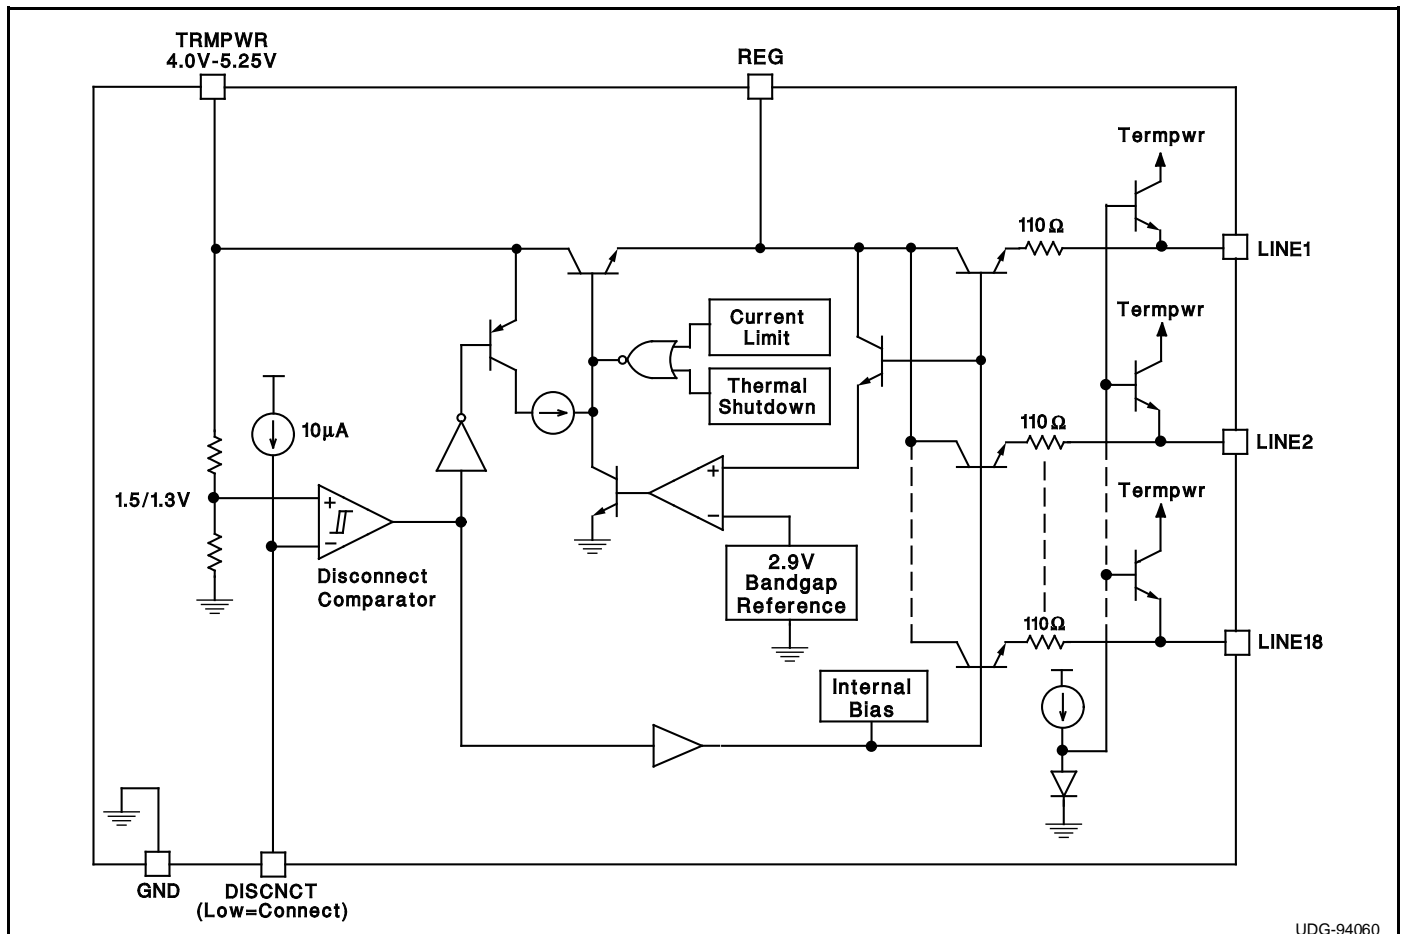 TRMPWR
4.0V-5.25V
REG
Termpwr
110Ω
LINE1
Current
Limit
Thermal
Shutdown
Termpwr
110Ω
LINE2
10µA
1.5/1.3V
+
−
Disconnect
Comparator
+
−
2.9V
Bandgap
Reference
Termpwr
110Ω
LINE18
Internal
Bias
GND
DISCNCT
(Low=Connect)
UDG-94060